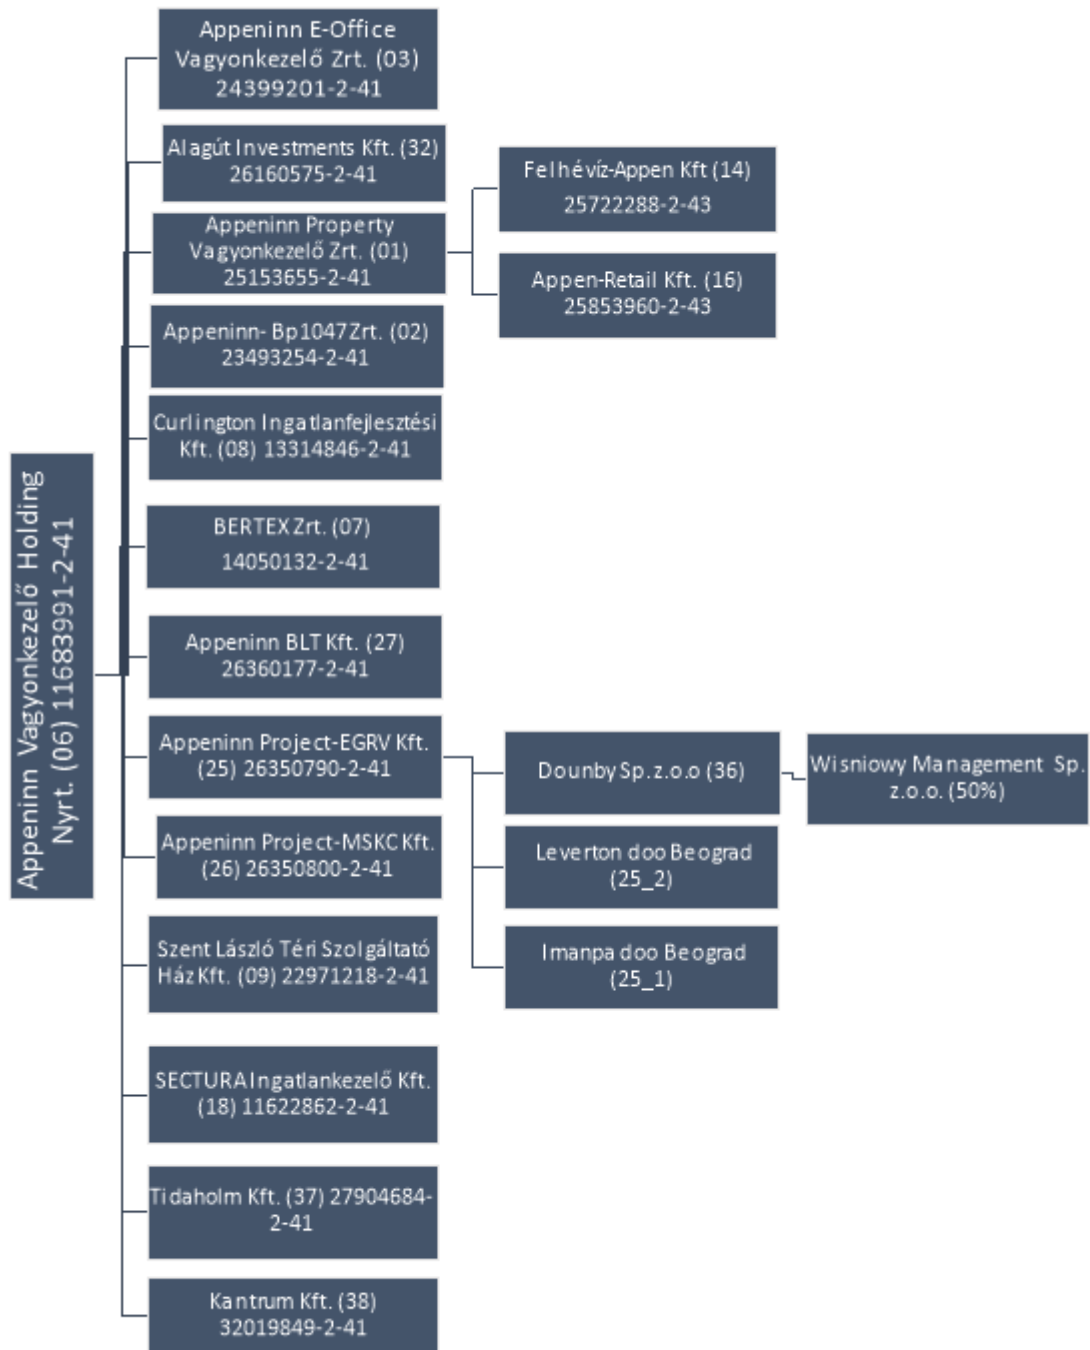 Appeninn Vagyonkezelő Holding
Nyrt. (06) 11683991-2-41
Appeninn E-Office
Vagyonkezelő Zrt. (03)
24399201-2-41
Alagút Investments Kft. (32)
26160575-2-41
Appeninn Property
Vagyonkezelő Zrt. (01)
25153655-2-41
Felhévíz-Appen Kft (14)
25722288-2-43
Appen-Retail Kft. (16)
25853960-2-43
Appeninn- Bp1047 Zrt. (02)
23493254-2-41
Curlington Ingatlanfejlesztési
Kft. (08) 13314846-2-41
BERTEX Zrt. (07)
14050132-2-41
Appeninn BLT Kft. (27)
26360177-2-41
Appeninn Project-EGRV Kft.
(25) 26350790-2-41
Dounby Sp.z.o.o (36)
Wisniowy Management Sp.
z.o.o. (50%)
Leverton doo Beograd
(25_2)
Imanpa doo Beograd
(25_1)
Appeninn Project-MSKC Kft.
(26) 26350800-2-41
Szent László Téri Szolgáltató
Ház Kft. (09) 22971218-2-41
SECTURA Ingatlankezelő Kft.
(18) 11622862-2-41
Tidaholm Kft. (37) 27904684-
2-41
Kantrum Kft. (38)
32019849-2-41